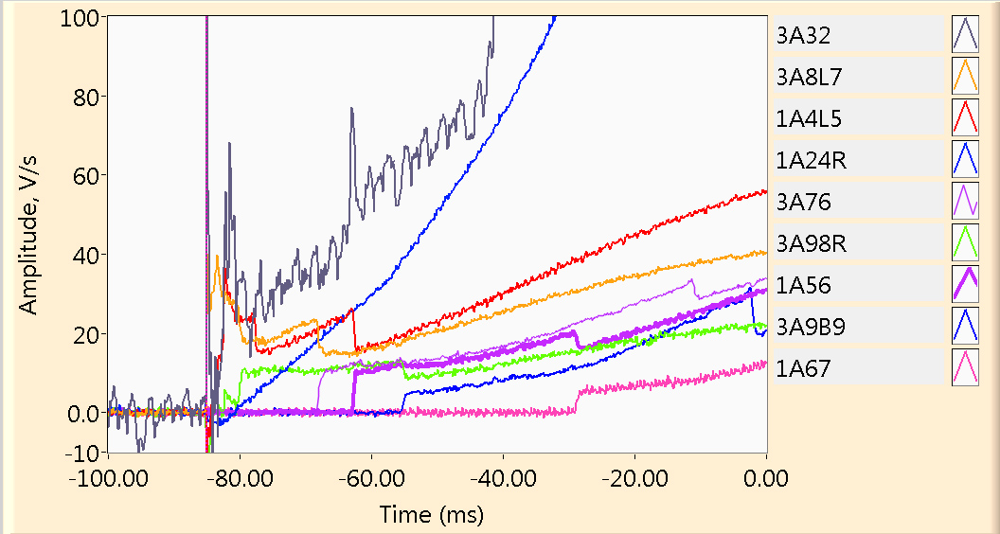 100
80
60
40
20
0.0
-10
Amplitude, V/s
-100.00 -80.00 -60.00 -40.00 -20.00 0.00
Time (ms)
3A32
3A8L7
1A4L5
1A24R
3A76
3A98R
1A56
3A9B9
1A67